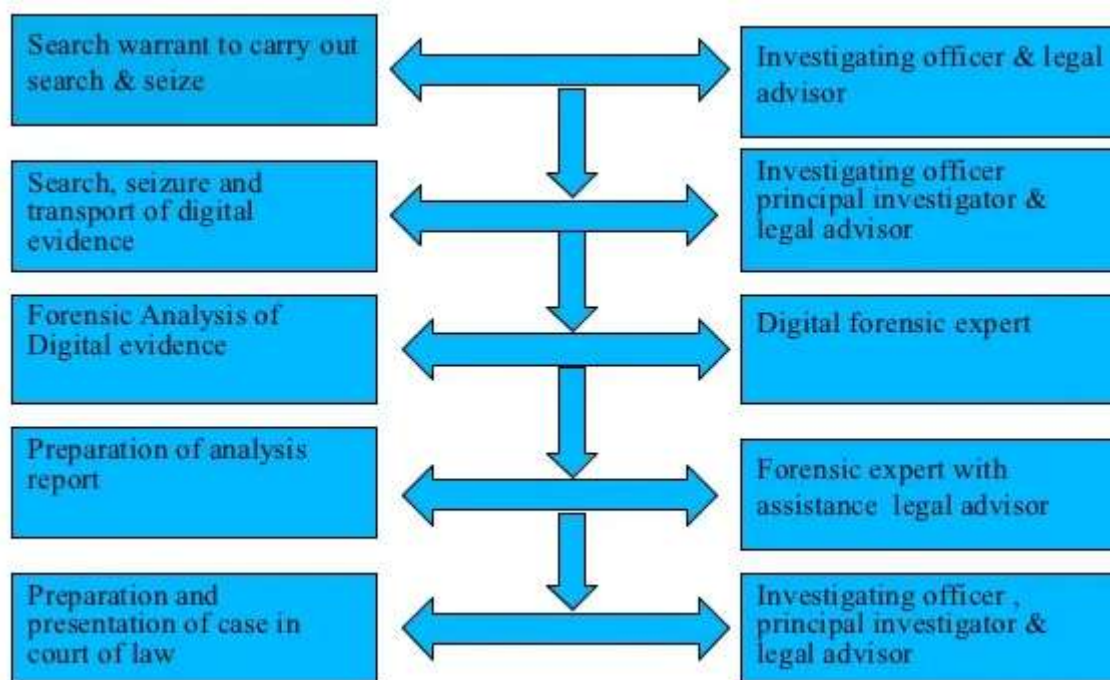 Search warrant to carry out
search & seize
Investigating officer & legal
advisor
Search, seizure and
transport of digital
evidence
Investigating officer
principal investigator &
legal advisor
Forensic Analysis of
Digital evidence
Digital forensic expert
Preparation of analysis
report
Forensic expert with
assistance legal advisor
Preparation and
presentation of case in
court of law
Investigating officer ,
principal investigator &
legal advisor